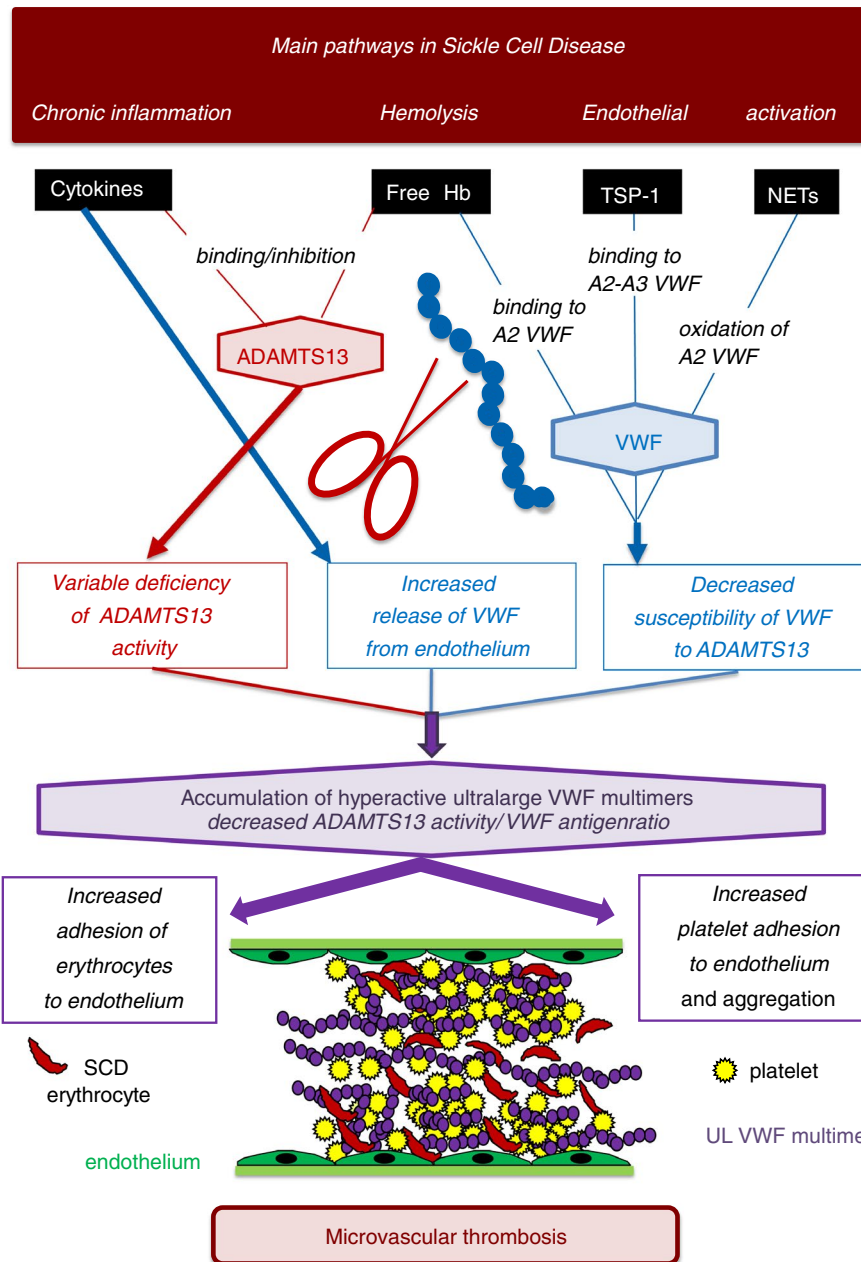 Main pathways in Sickle Cell Disease
Chronic inflammation Hemolysis Endothelial activation
Cytokines
Free Hb
TSP-1
NETs
binding/inhibition
binding to
A2 VWF
binding to
A2-A3 VWF
oxidation of
A2 VWF
ADAMTS13
VWF
Variable deficiency
of ADAMTS13
activity
Increased
release of VWF
from endothelium
Decreased
susceptibility of VWF
to ADAMTS13
Accumulation of hyperactive ultralarge VWF multimers
decreased ADAMTS13 activity/VWF antigenratio
Increased
adhesion of
erythrocytes
to endothelium
Increased
platelet adhesion
to endothelium
and aggregation
SCD
erythrocyte
platelet
endothelium
UL VWF multime
Microvascular thrombosis